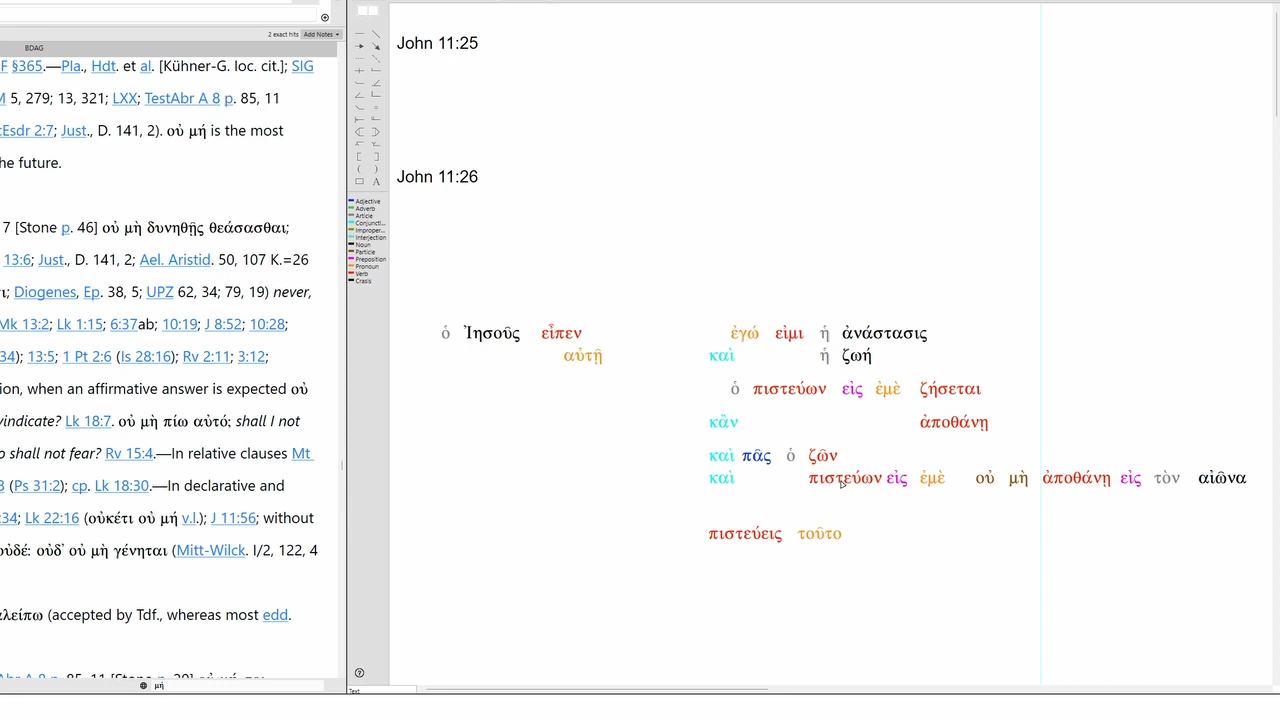 2 exact hits Add Notes
BDAG
F §365.—Pla., Hdt. et al. [Kühner-G. loc. cit.]; SIG
M 5, 279; 13, 321; LXX; TestAbr A 8 p. 85, 11
:Esdr 2:7; Just., D. 141, 2). οὐ μή is the most
he future.
7 [Stone p. 46] οὐ μὴ δυνηθῇς θεάσασθαι;
13:6; Just., D. 141, 2; Ael. Aristid. 50, 107 K.=26
ι; Diogenes, Ep. 38, 5; UPZ 62, 34; 79, 19) never,
Mk 13:2; Lk 1:15; 6:37ab; 10:19; J 8:52; 10:28;
34); 13:5; 1 Pt 2:6 (Is 28:16); Rv 2:11; 3:12;
ion, when an affirmative answer is expected οὐ
vindicate? Lk 18:7. οὐ μὴ πίω αὐτό; shall I not
o shall not fear? Rv 15:4.—In relative clauses Mt
3 (Ps 31:2); cp. Lk 18:30.—In declarative and
:34; Lk 22:16 (οὐκέτι οὐ μή v.l.); J 11:56; without
οὐδέ: οὐδ᾽ οὐ μὴ γένηται (Mitt-Wilck. I/2, 122, 4
αλείπω (accepted by Tdf., whereas most edd.
μή
Adjective
Adverb
Article
Conjuncti...
Improper...
Interjection
Noun
Particle
Preposition
Pronoun
Verb
Crasis
Text
John 11:25
John 11:26
ὁ Ἰησοῦς εἶπεν ἐγώ εἰμι ἡ ἀνάστασις
αὐτῇ καὶ ἡ ζωή
ὁ πιστεύων εἰς ἐμὲ ζήσεται
κἂν ἀποθάνῃ
καὶ πᾶς ὁ ζῶν
καὶ πιστεύων εἰς ἐμὲ οὐ μὴ ἀποθάνῃ εἰς τὸν αἰῶνα
πιστεύεις τοῦτο